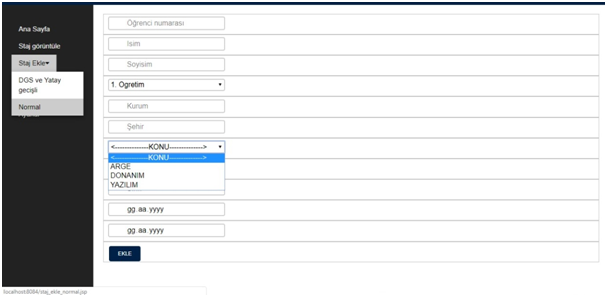 Ana Sayfa
Staj görüntüle
Staj Ekle
DGS ve Yatay
geçişli
Normal
Öğrenci numarası
Isim
Soyisim
1. Ogretim
Kurum
Şehir
<--------------KONU-------------->
<--------------KONU-------------->
ARGE
DONANIM
YAZILIM
gg.aa.yyyy
gg.aa.yyyy
EKLE
localhost:8084/staj_ekle_normal.jsp